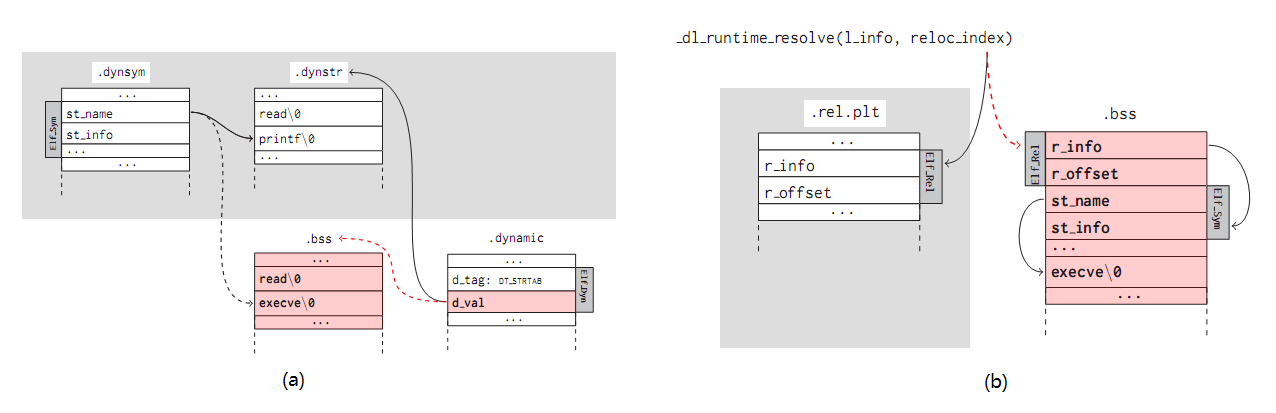 .dynsym
...
st_name
st_info
...
...
Elf_Sym
.dynstr
...
read\0
printf\0
...
.bss
...
read\0
execve\0
...
.dynamic
...
d_tag: DT_STRTAB
d_val
...
Elf_Dyn
(a)
_dl_runtime_resolve(l_info, reloc_index)
.rel.plt
...
r_info
r_offset
...
Elf_Rel
.bss
Elf_Rel
r_info
r_offset
st_name
st_info
...
execve\0
...
Elf_Sym
(b)